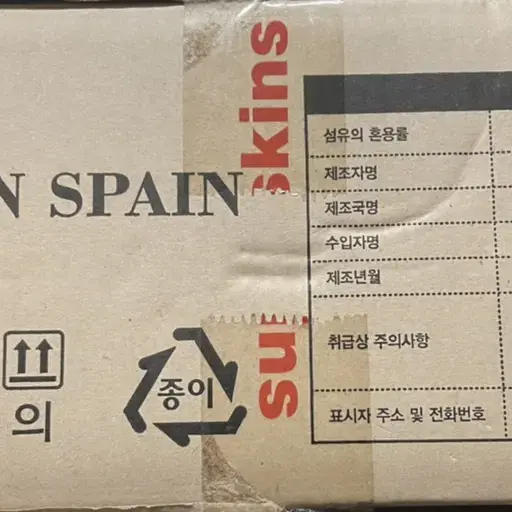 N SPAIN
의
종이
su
skins
섬유의 혼용률
제조자명
제조국명
수입자명
제조년월
취급상 주의사항
표시자 주소 및 전화번호